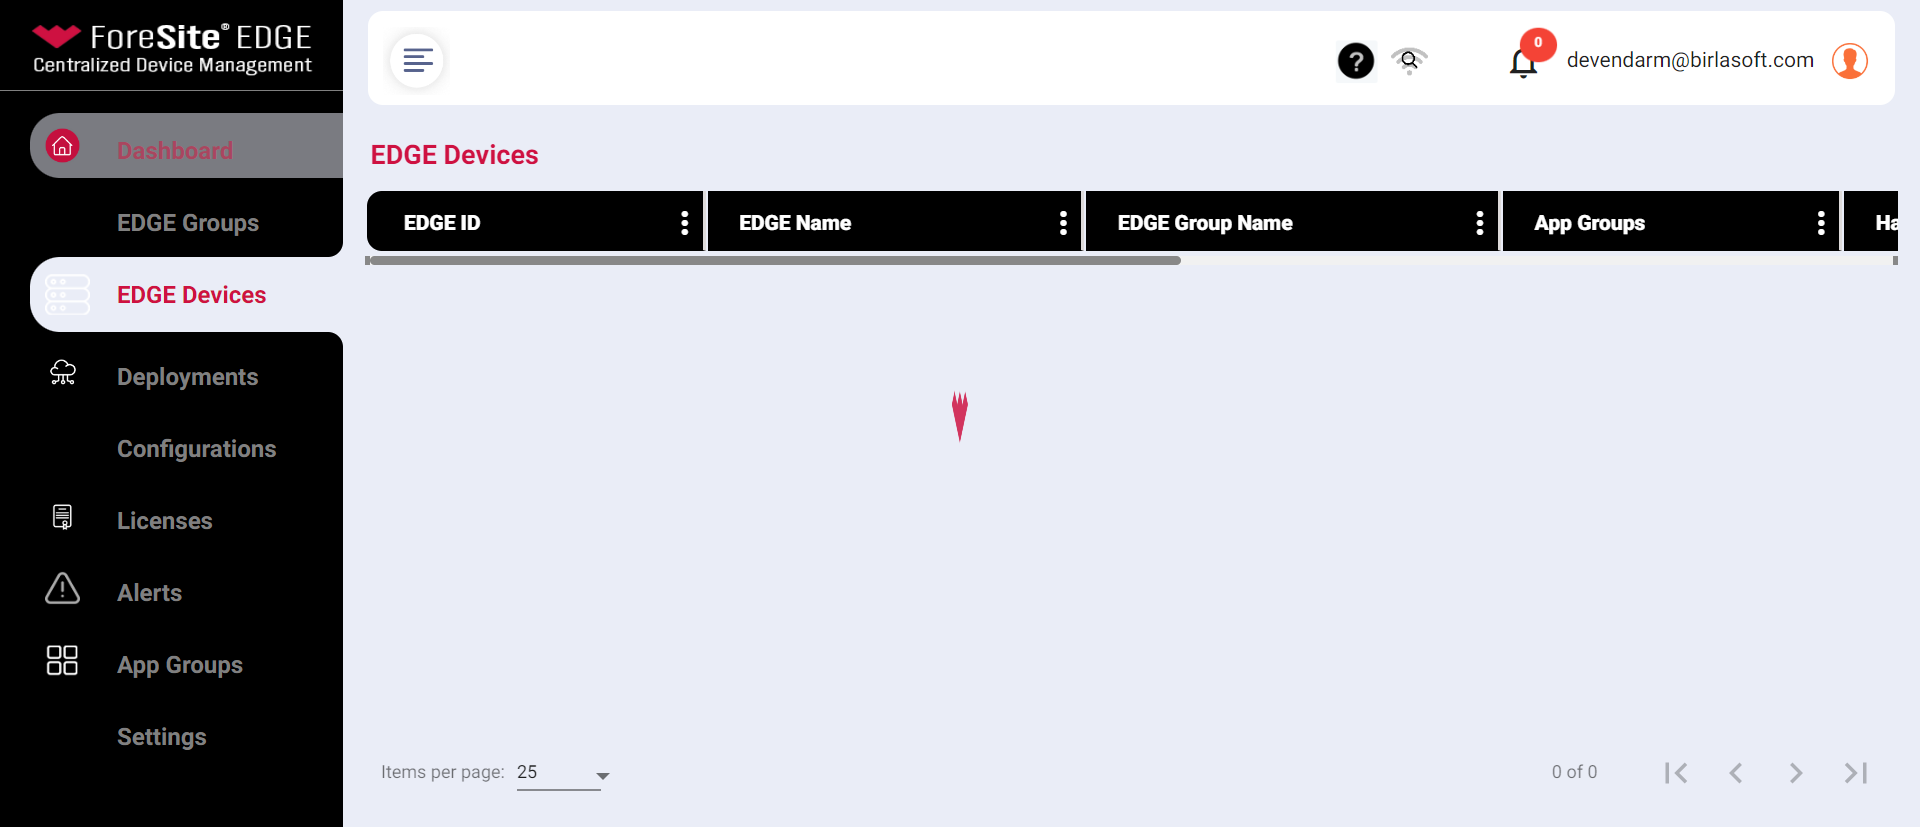 ForeSite® EDGE
Centralized Device Management
Dashboard
EDGE Groups
EDGE Devices
Deployments
Configurations
Licenses
Alerts
App Groups
Settings
?
0
devendarm@birlasoft.com
EDGE Devices
EDGE ID
EDGE Name
EDGE Group Name
App Groups
Ha
Items per page: 25
0 of 0